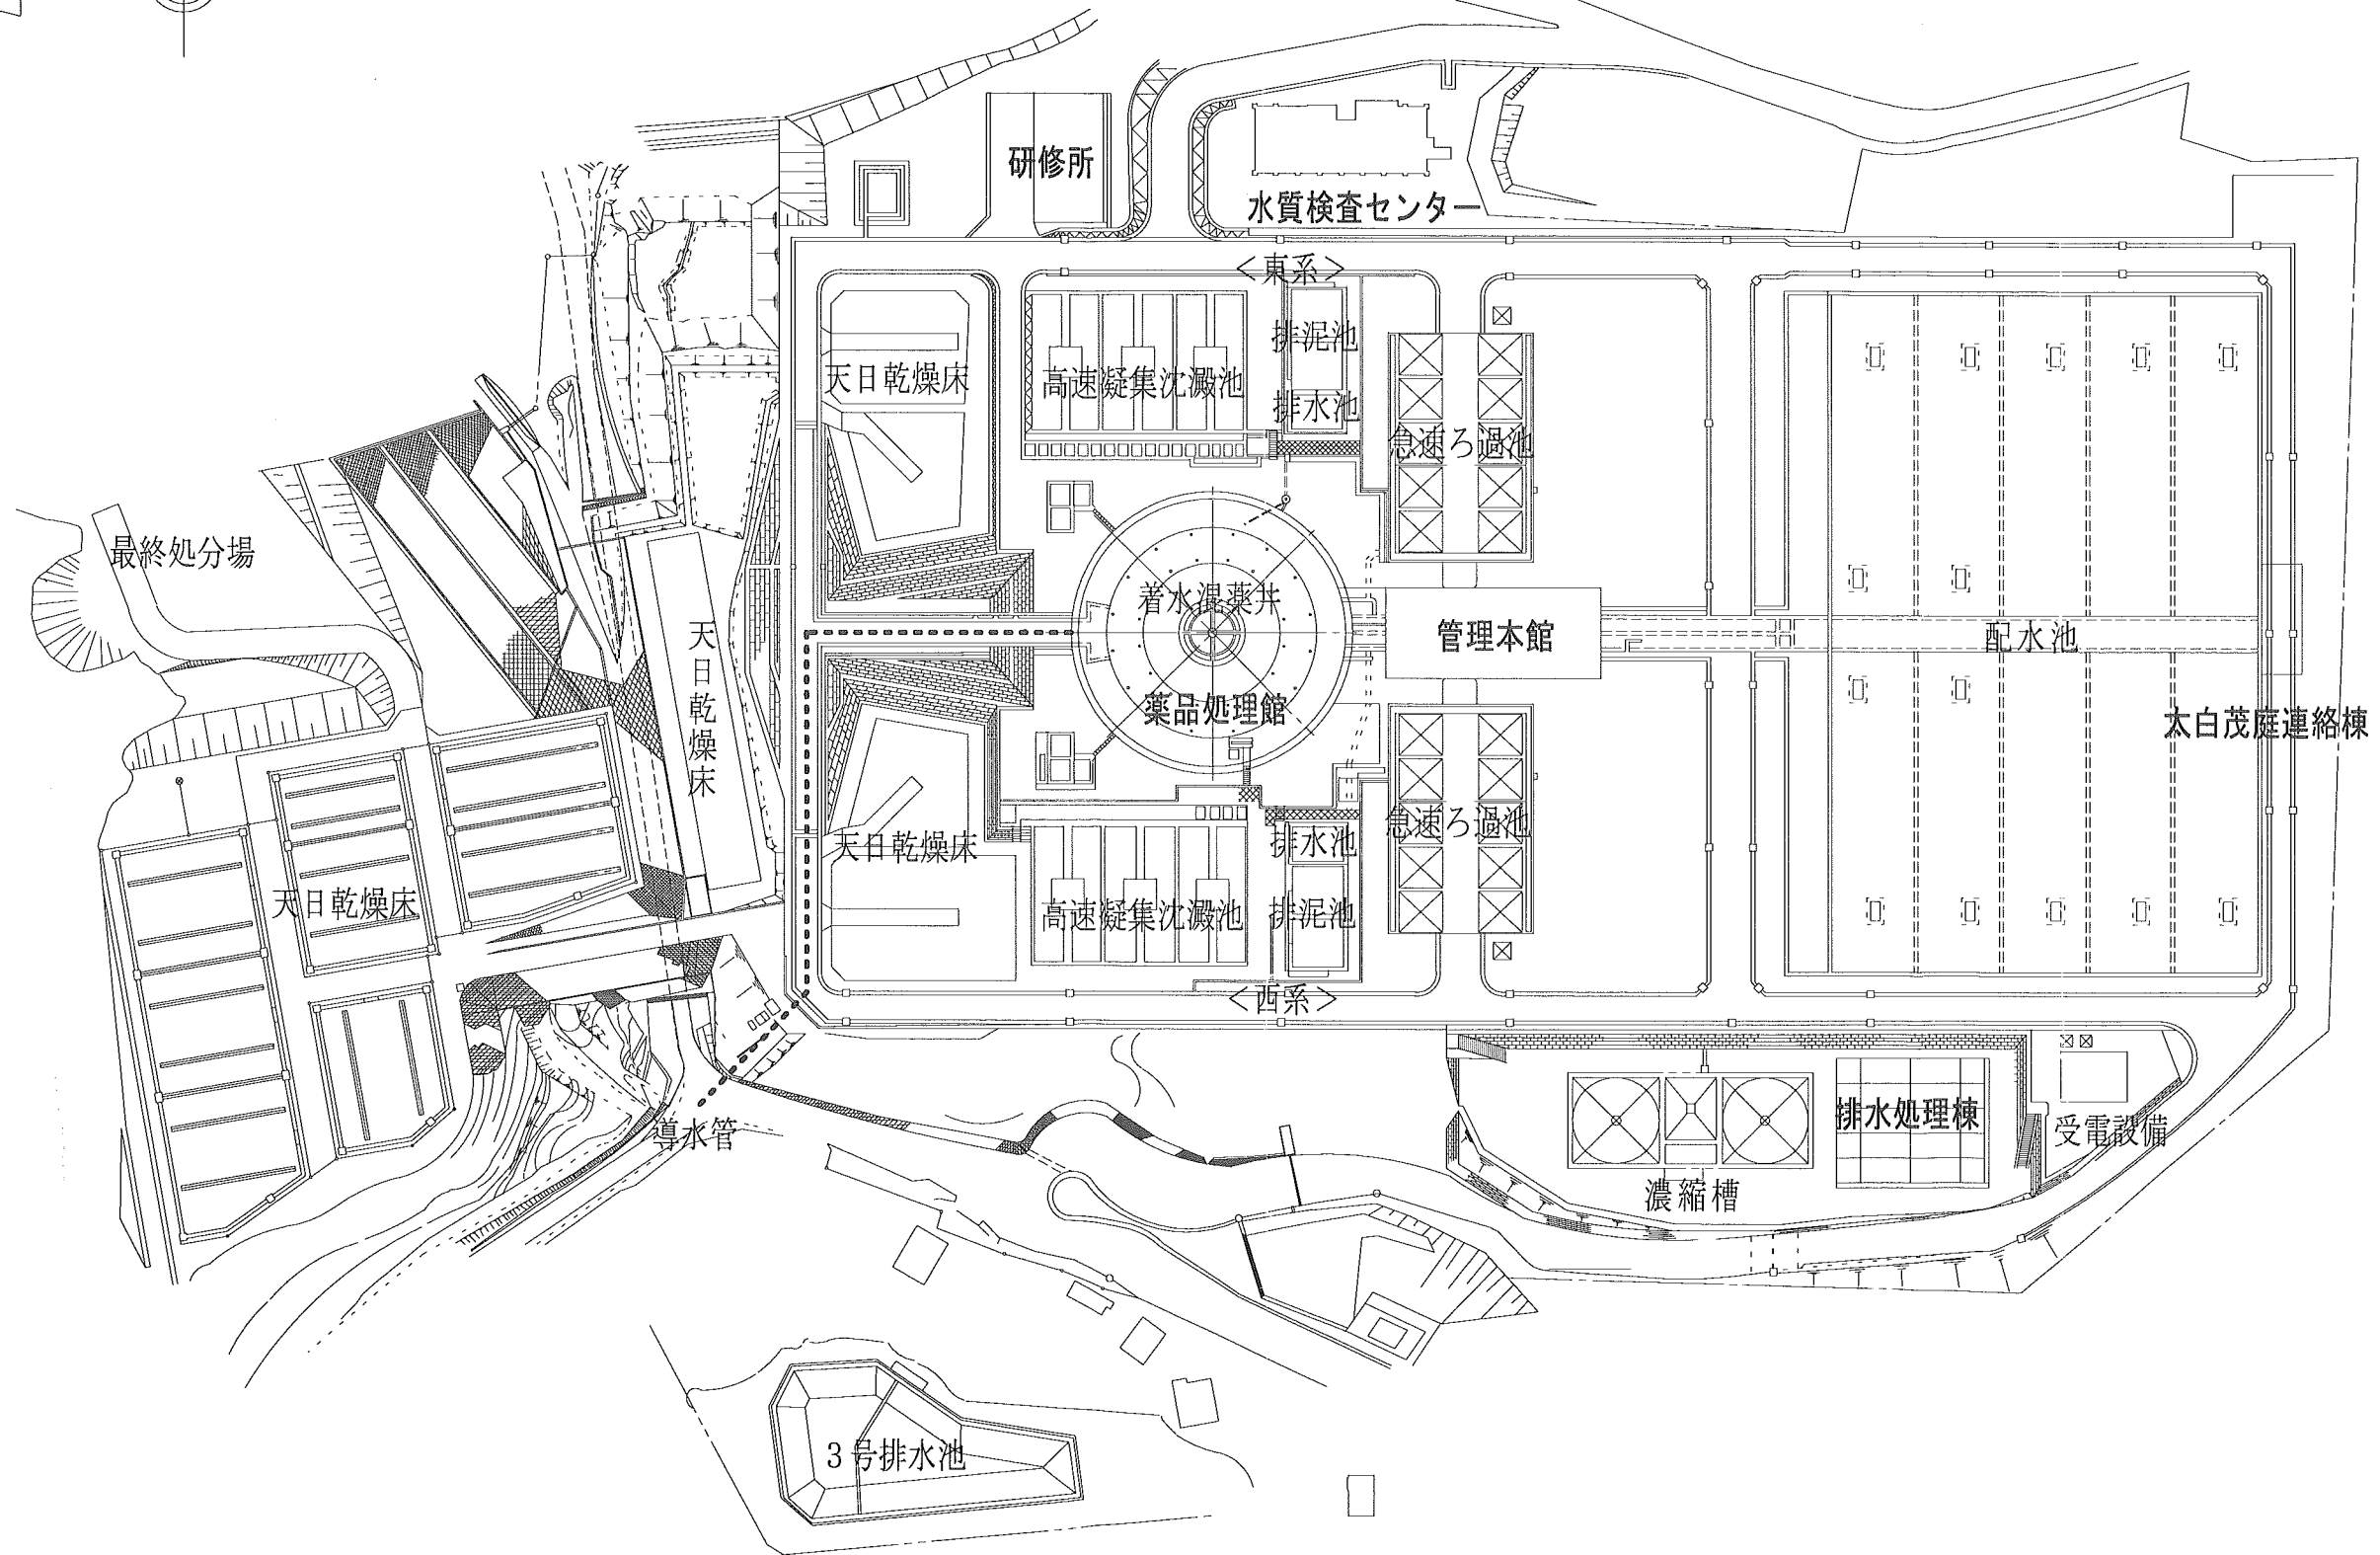 研修所
水質検査センター
<東系>
排泥池
天日乾燥床
高速凝集沈澱池
排水池
急速ろ過池
最終処分場
着水混薬井
天日乾燥床
管理本館
配水池
薬品処理館
太白茂庭連絡棟
急速ろ過池
排水池
天日乾燥床
天日乾燥床
高速凝集沈澱池
排泥池
<西系>
導水管
排水処理棟
受電設備
濃縮槽
3号排水池